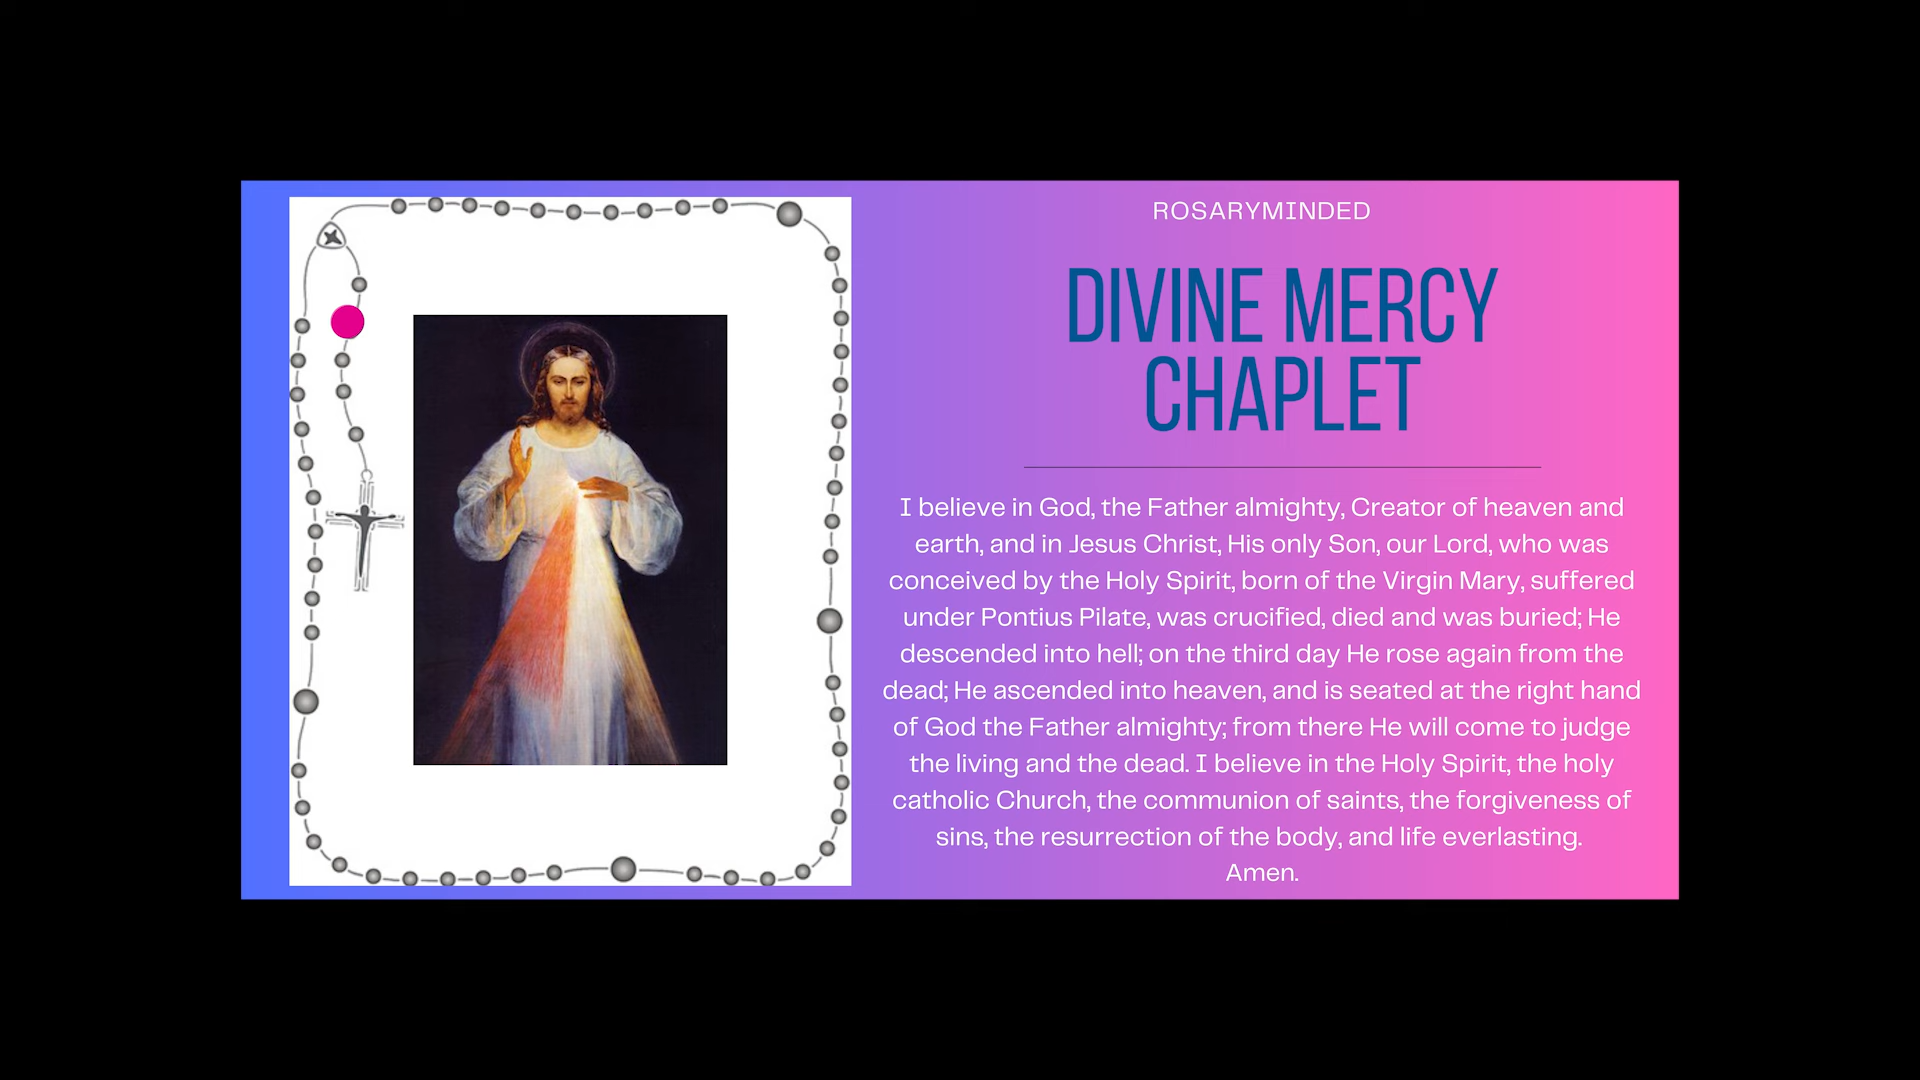 ROSARYMINDED
DIVINE MERCY
CHAPLET
I believe in God, the Father almighty, Creator of heaven and
earth, and in Jesus Christ, His only Son, our Lord, who was
conceived by the Holy Spirit, born of the Virgin Mary, suffered
under Pontius Pilate, was crucified, died and was buried; He
descended into hell; on the third day He rose again from the
dead; He ascended into heaven, and is seated at the right hand
of God the Father almighty; from there He will come to judge
the living and the dead. I believe in the Holy Spirit, the holy
catholic Church, the communion of saints, the forgiveness of
sins, the resurrection of the body, and life everlasting.
Amen.